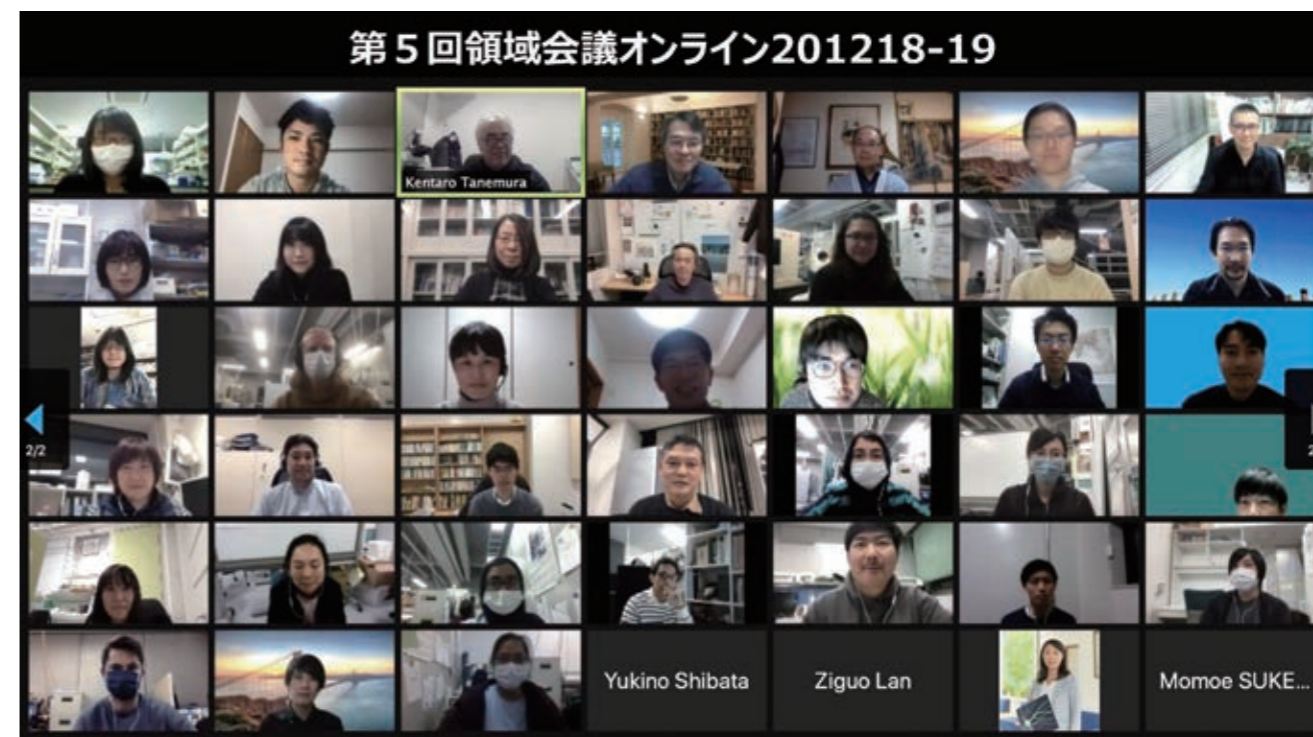 第５回領域会議オンライン201218-19
Kentaro Tanemura
2/2
Yukino Shibata
Ziguo Lan
Momoe SUKE...